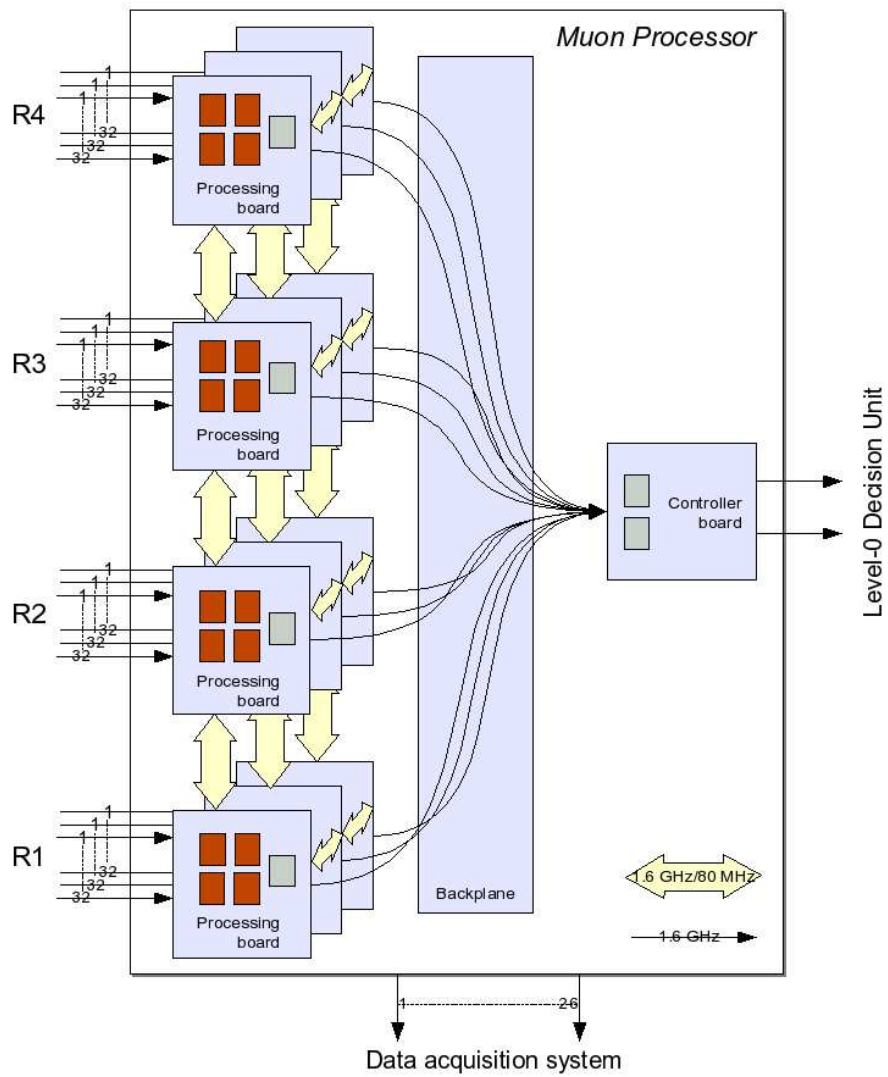 Muon Processor
1
1
1
R4
32
32
32
Processing
board
1
1
1
R3
32
32
32
Processing
board
Controller
board
Level-0 Decision Unit
1
1
1
R2
32
32
32
Processing
board
1
1
1
R1
32
32
32
Processing
board
Backplane
1.6 GHz/80 MHz
1.6 GHz
1
26
Data acquisition system